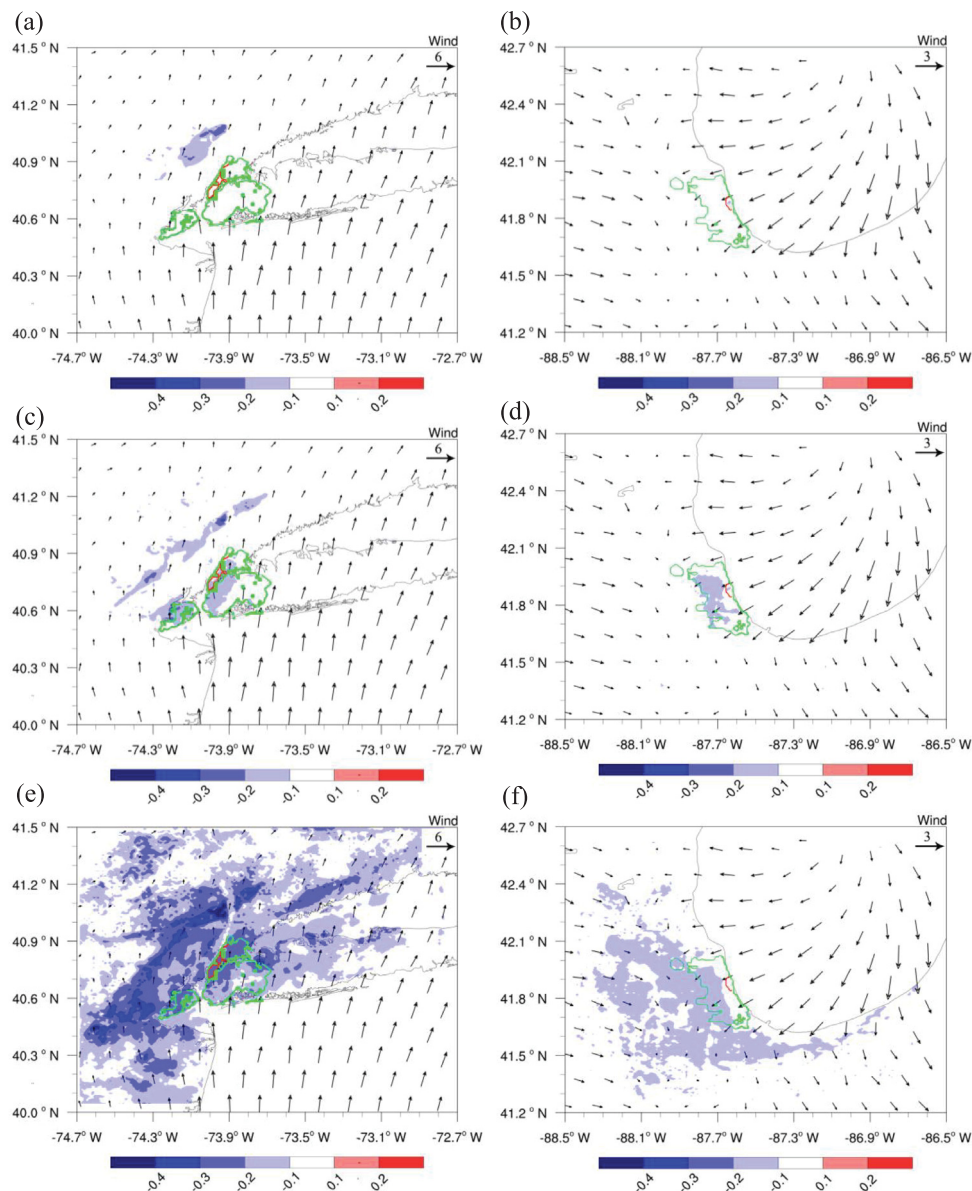 (a)
(b)
Wind
6
41.5° N
41.2° N
40.9° N
40.6° N
40.3° N
40.0° N
-74.7° W -74.3° W -73.9° W -73.5° W -73.1° W -72.7° W
-0.4 -0.3 -0.2 -0.1 0.1 0.2
Wind
3
42.7° N
42.4° N
42.1° N
41.8° N
41.5° N
41.2° N
-88.5° W -88.1° W -87.7° W -87.2° W -86.9° W -86.5° W
-0.4 -0.3 -0.2 -0.1 0.1 0.2
(c)
(d)
Wind
6
41.5° N
41.2° N
40.9° N
40.6° N
40.3° N
40.0° N
-74.7° W -74.3° W -73.9° W -73.5° W -73.1° W -72.7° W
-0.4 -0.3 -0.2 -0.1 0.1 0.2
Wind
3
42.7° N
42.4° N
42.1° N
41.8° N
41.5° N
41.2° N
-88.5° W -88.1° W -87.7° W -87.2° W -86.9° W -86.5° W
-0.4 -0.3 -0.2 -0.1 0.1 0.2
(e)
(f)
Wind
6
41.5° N
41.2° N
40.9° N
40.6° N
40.3° N
40.0° N
-74.7° W -74.3° W -73.9° W -73.5° W -73.1° W -72.7° W
-0.4 -0.3 -0.2 -0.1 0.1 0.2
Wind
3
42.7° N
42.4° N
42.1° N
41.8° N
41.5° N
41.2° N
-88.5° W -88.1° W -87.7° W -87.2° W -86.9° W -86.5° W
-0.4 -0.3 -0.2 -0.1 0.1 0.2